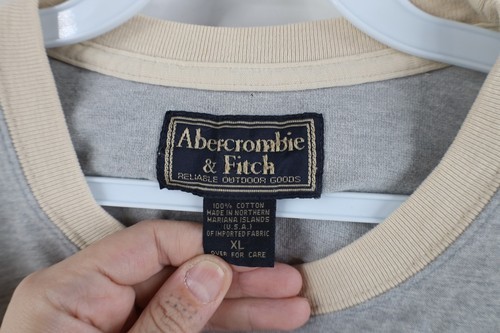 Abercrombie
& Fitch
RELIABLE OUTDOOR GOODS
100% COTTON
MADE IN NORTHERN
MARIANA ISLANDS
(U.S.A.)
OF IMPORTED FABRIC
XL
OVER FOR CARE